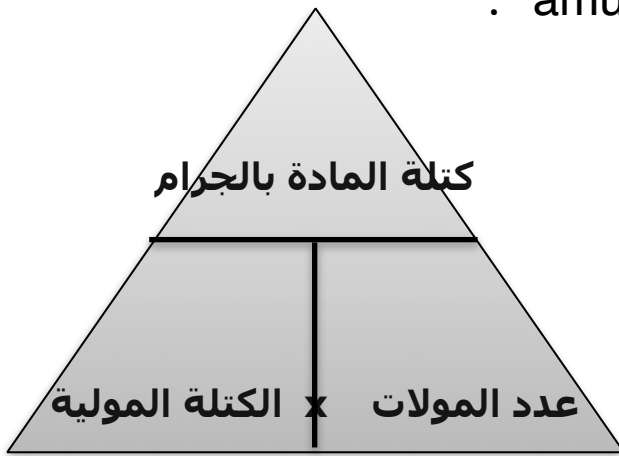 amu .
كتلة المادة بالجرام
عدد المولات x الكتلة المولية